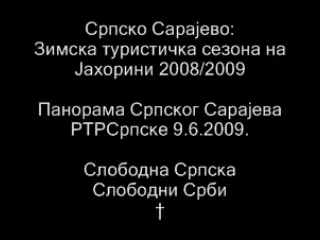 Српско Сарајево:
Зимска туристичка сезона на
Јахорини 2008/2009
Панорама Српског Сарајева
РТРСрпске 9.6.2009.
Слободна Српска
Слободни Срби
†